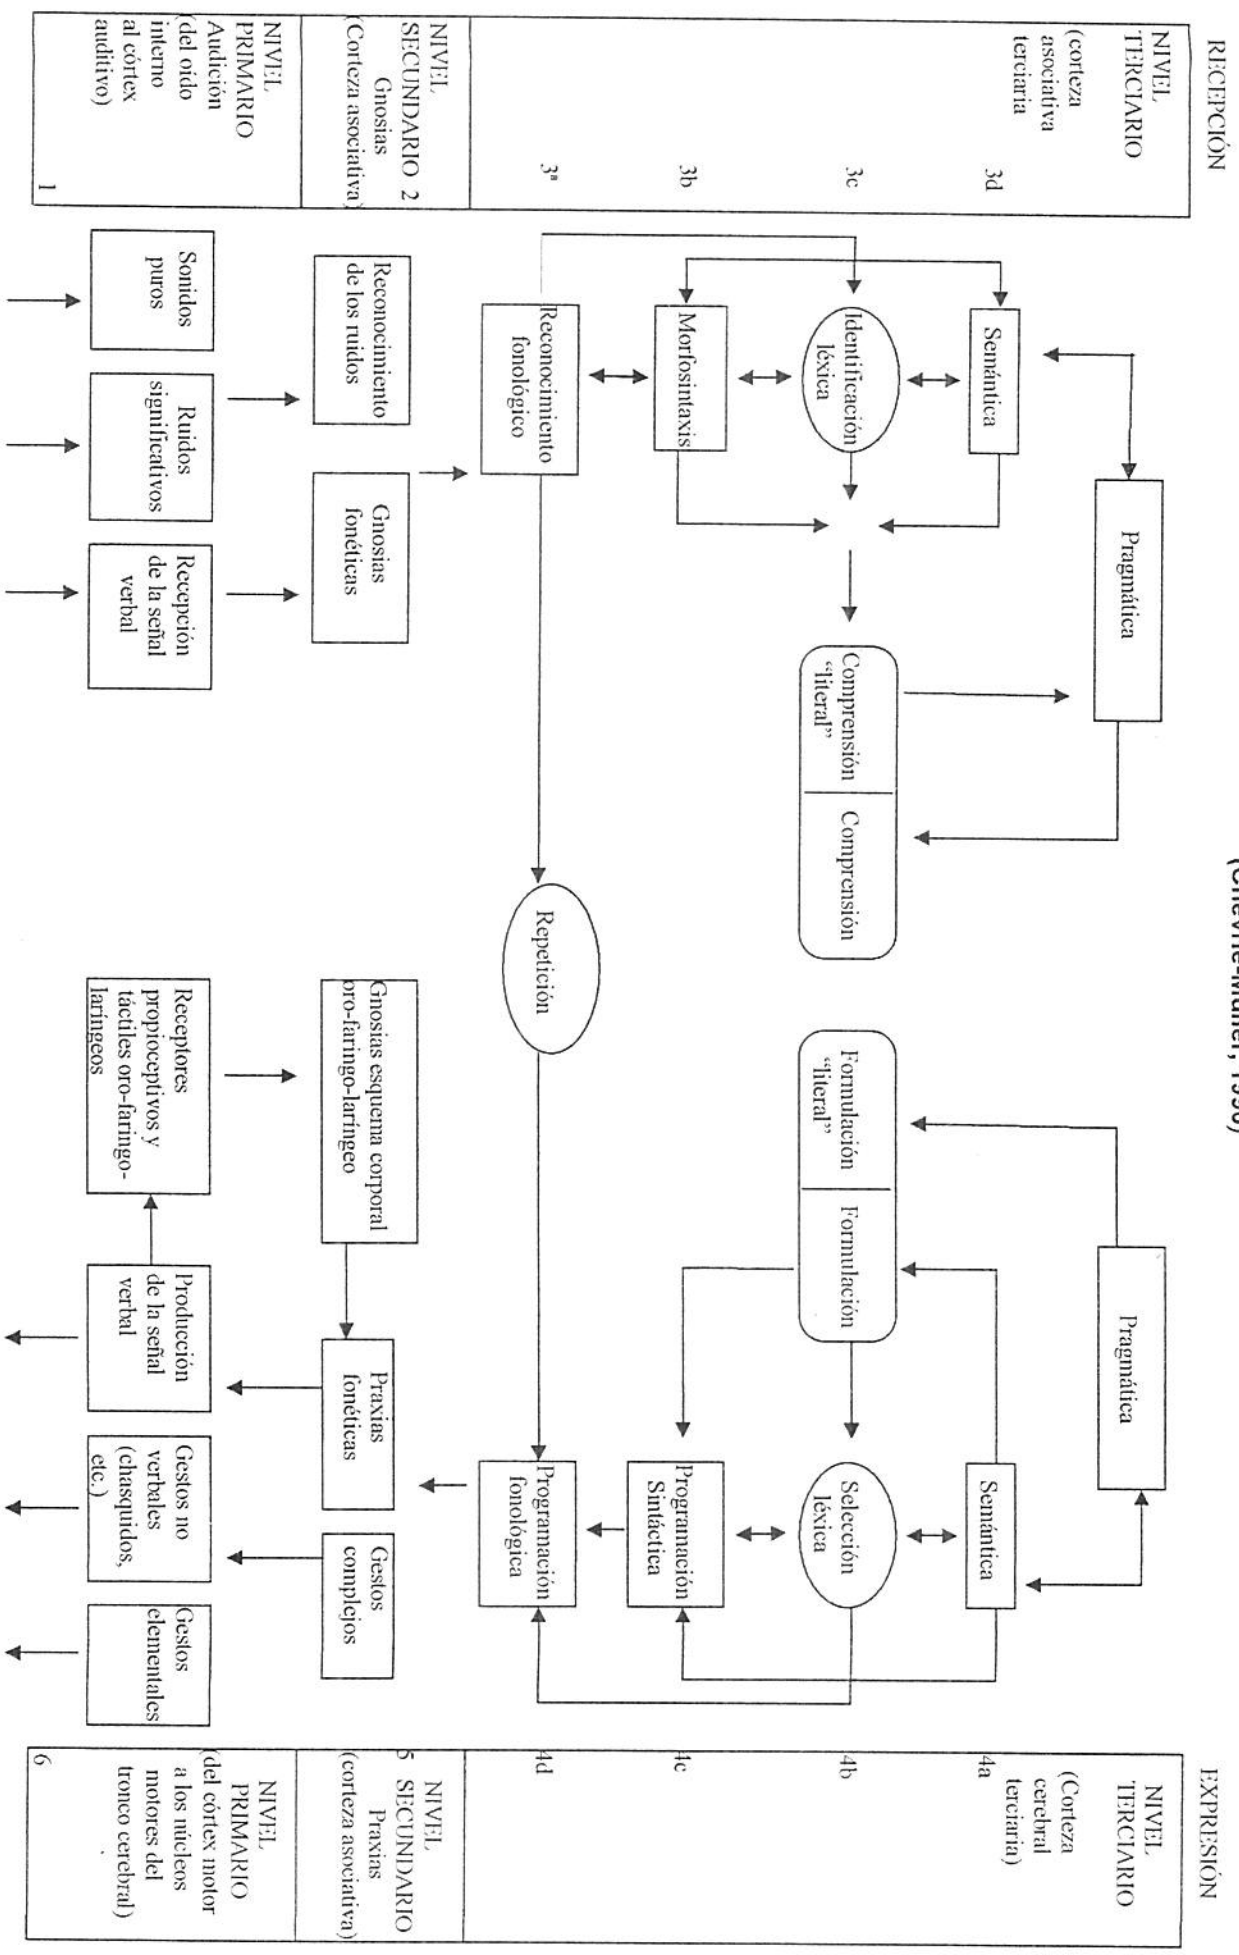 (Chevrie-Muller, 1996)
RECEPCIÓN
EXPRESIÓN
NIVEL
TERCIARIO
(corteza
asociativa
terciaria
3d
3c
3b
3ª
NIVEL
SECUNDARIO 2
Gnosias
(Corteza asociativa)
NIVEL
PRIMARIO
Audición
(del oído
interno
al córtex
auditivo)
1
Pragmática
Semántica
Identificación
léxica
Morfosintaxis
Reconocimiento
fonológico
Comprensión
“literal”
Comprensión
Reconocimiento
de los ruidos
Gnosias
fonéticas
Sonidos
puros
Ruidos
significativos
Recepción
de la señal
verbal
Repetición
Pragmática
Formulación
“literal”
Formulación
Semántica
Selección
léxica
Programación
Sintáctica
Programación
fonológica
Gnosias esquema corporal
oro-faringo-laríngeo
Praxias
fonéticas
Gestos
complejos
Receptores
propioceptivos y
táctiles oro-faringo-
laríngeos
Producción
de la señal
verbal
Gestos no
verbales
(chasquidos,
etc.)
Gestos
elementales
NIVEL
TERCIARIO
(Corteza
cerebral
terciaria)
4a
4b
4c
4d
NIVEL
5 SECUNDARIO
Praxias
(corteza asociativa)
NIVEL
PRIMARIO
(del córtex motor
a los núcleos
motores del
tronco cerebral)
6